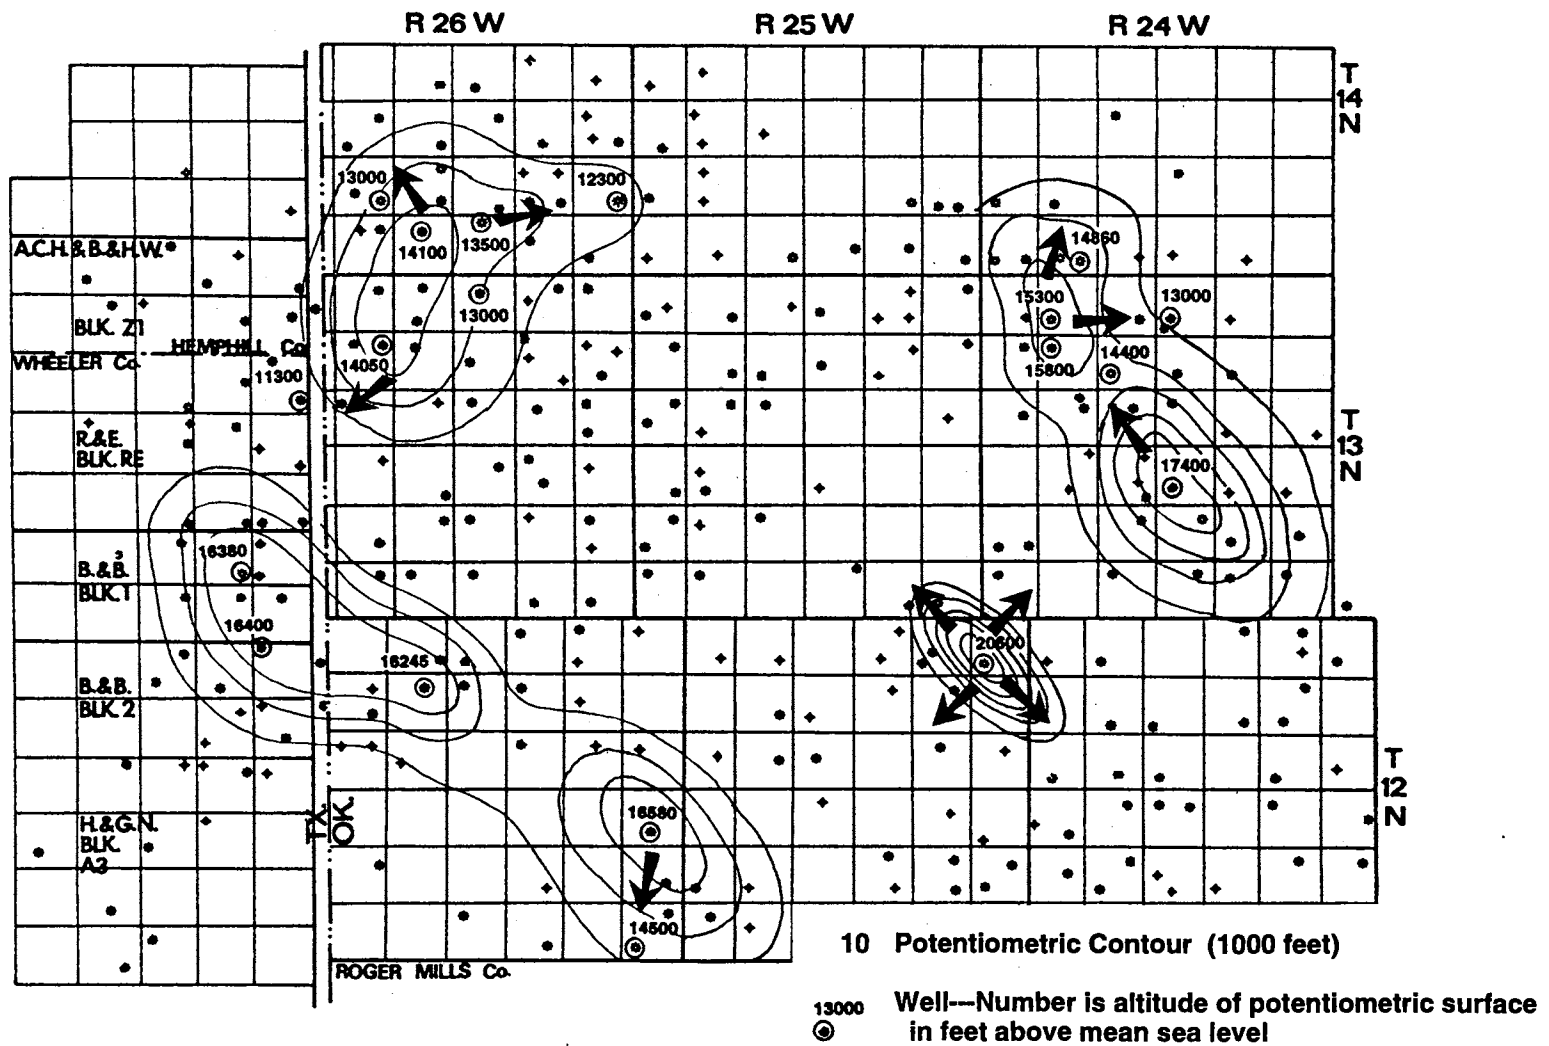 R 26 W R 25 W R 24 W
T
14
N
13000
12300
14100
13500
13000
14050
11300
14860
15300
13000
15800
14400
17400
A.C.H. & B.&H.W.
BLK. Z1
HEMPHILL Co.
WHEELER Co.
R.&E.
BLK. RE
T
13
N
16380
B.&B.
3
BLK. 1
16400
16245
20600
B.&B.
BLK. 2
T
12
N
16580
TX.
OK.
H.&G.N.
BLK.
A3
14500
ROGER MILLS Co.
10 Potentiometric Contour (1000 feet)
13000 Well---Number is altitude of potentiometric surface
in feet above mean sea level